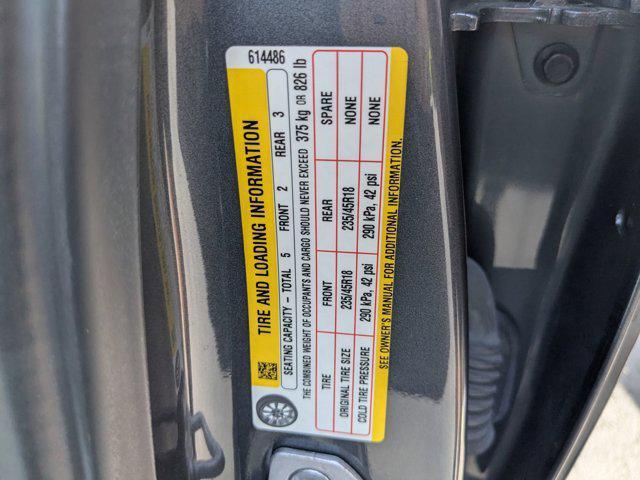 TIRE AND LOADING INFORMATION 614486
SEATING CAPACITY – TOTAL 5 FRONT 2 REAR 3
THE COMBINED WEIGHT OF OCCUPANTS AND CARGO SHOULD NEVER EXCEED 375 kg OR 826 lb
TIRE FRONT REAR SPARE
ORIGINAL TIRE SIZE 235/45R18 235/45R18 NONE
COLD TIRE PRESSURE 290 kPa, 42 psi 290 kPa, 42 psi NONE
SEE OWNER'S MANUAL FOR ADDITIONAL INFORMATION.